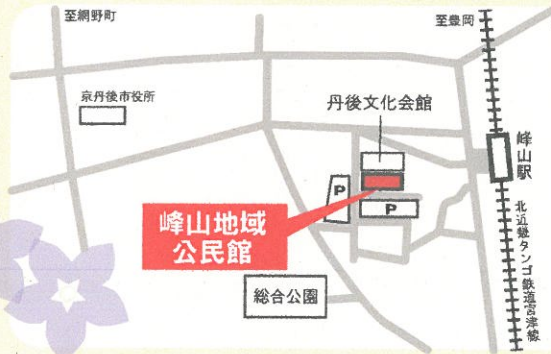 至網野町
至豊岡
京丹後市役所
丹後文化会館
峰山駅
P
P
峰山地域
公民館
総合公園
北近畿タンゴ鉄道宮津線